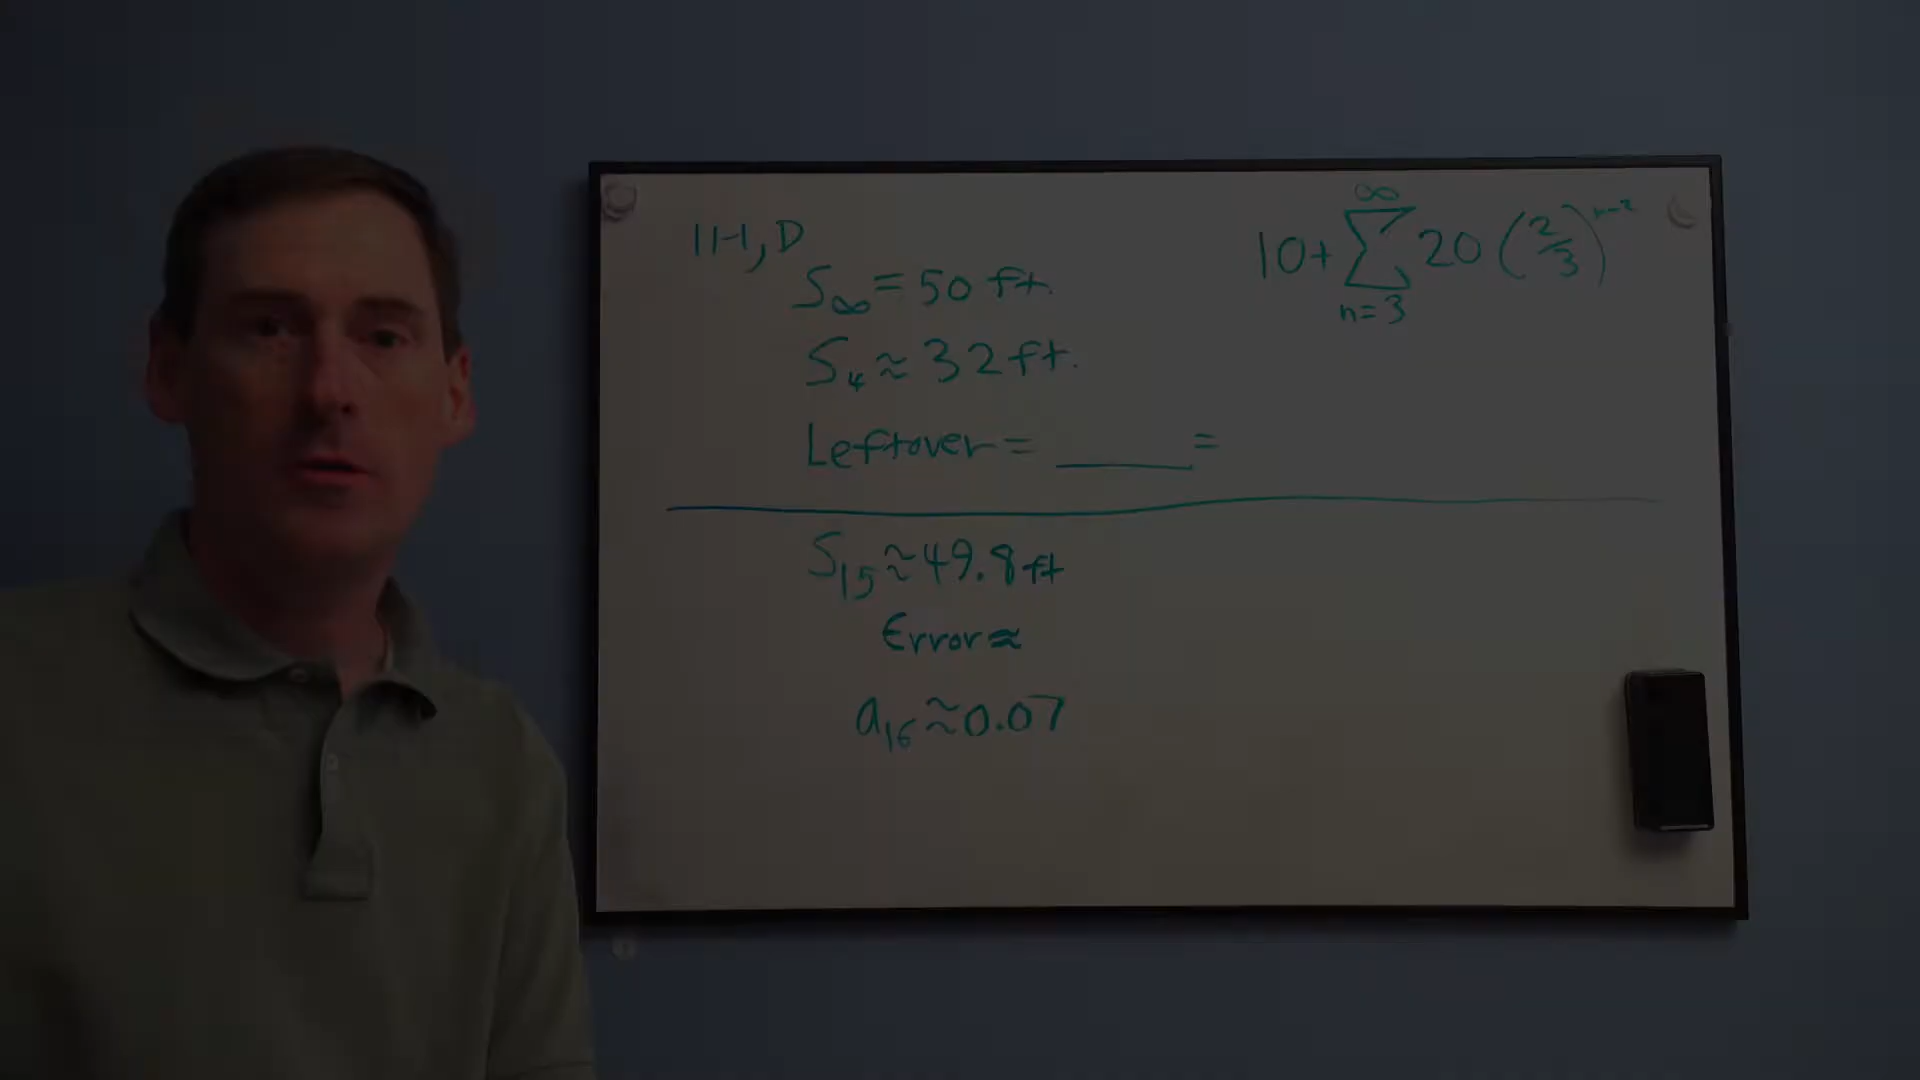 11-1, D
10 + ∞ Σ n=3 20 (2/3)^n-2
S∞ = 50 ft.
S4 ≈ 32 ft.
Leftover = ______ =
S15 ≈ 49.8 ft
Error ≈
a16 ≈ 0.07